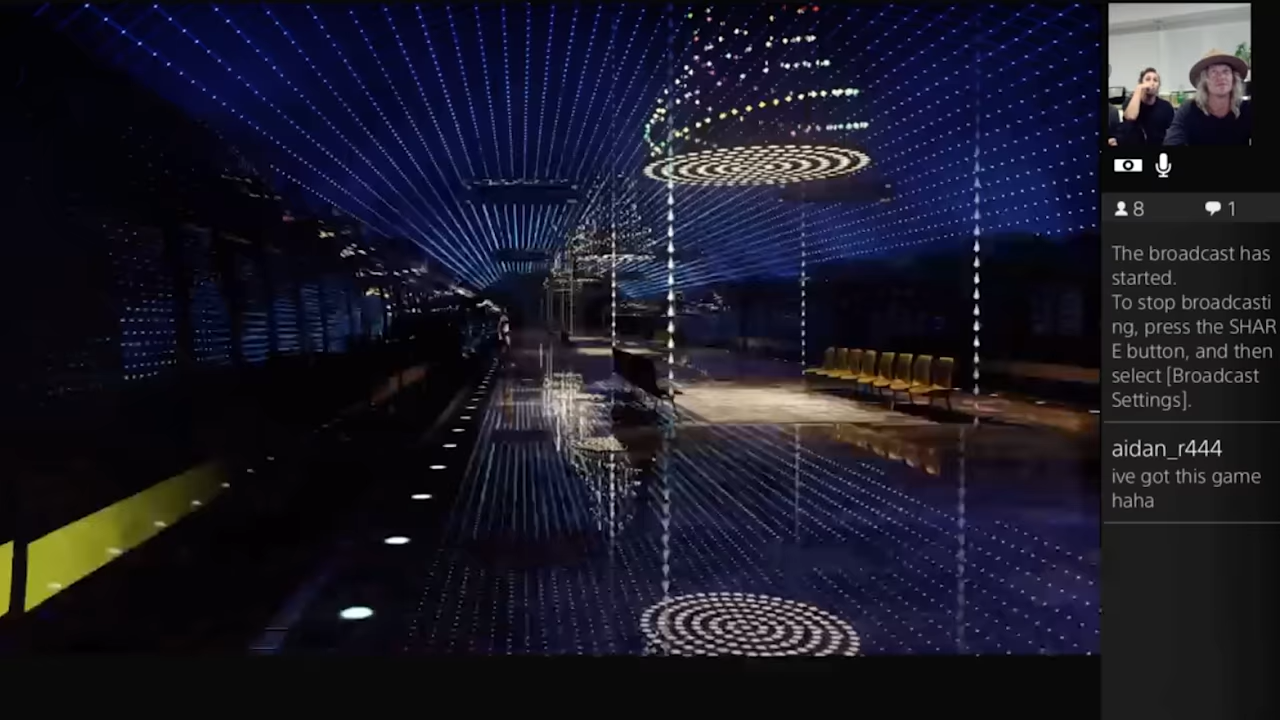 8
1
The broadcast has
started.
To stop broadcasti
ng, press the SHAR
E button, and then
select [Broadcast
Settings].
aidan_r444
ive got this game
haha